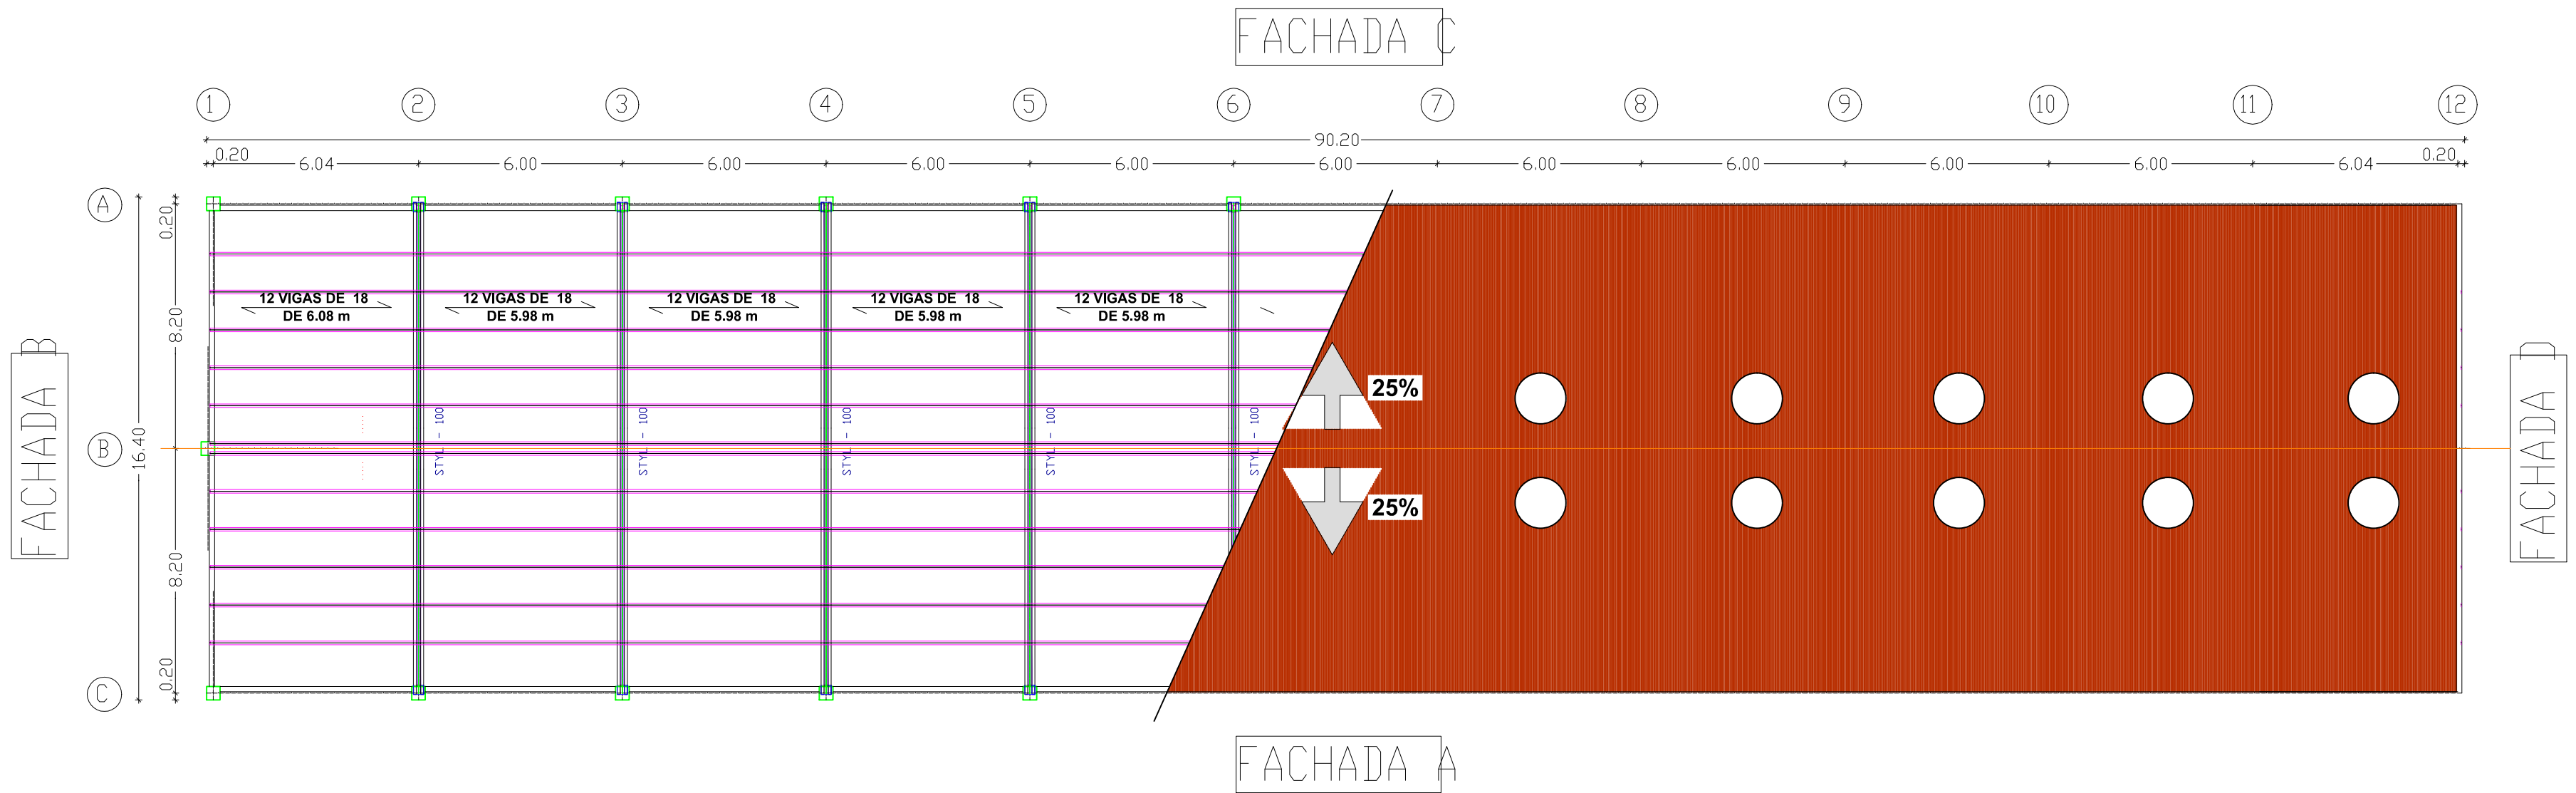 FACHADA C
1 2 3 4 5 6 7 8 9 10 11 12
90.20
0.20 6.04 6.00 6.00 6.00 6.00 6.00 6.00 6.00 6.00 6.00 6.04 0.20
A
B
C
0.20
8.20
16.40
8.20
0.20
FACHADA B
12 VIGAS DE 18
DE 6.08 m
12 VIGAS DE 18
DE 5.98 m
12 VIGAS DE 18
DE 5.98 m
12 VIGAS DE 18
DE 5.98 m
12 VIGAS DE 18
DE 5.98 m
STYL - 100
STYL - 100
STYL - 100
STYL - 100
STYL - 100
25%
25%
FACHADA D
FACHADA A